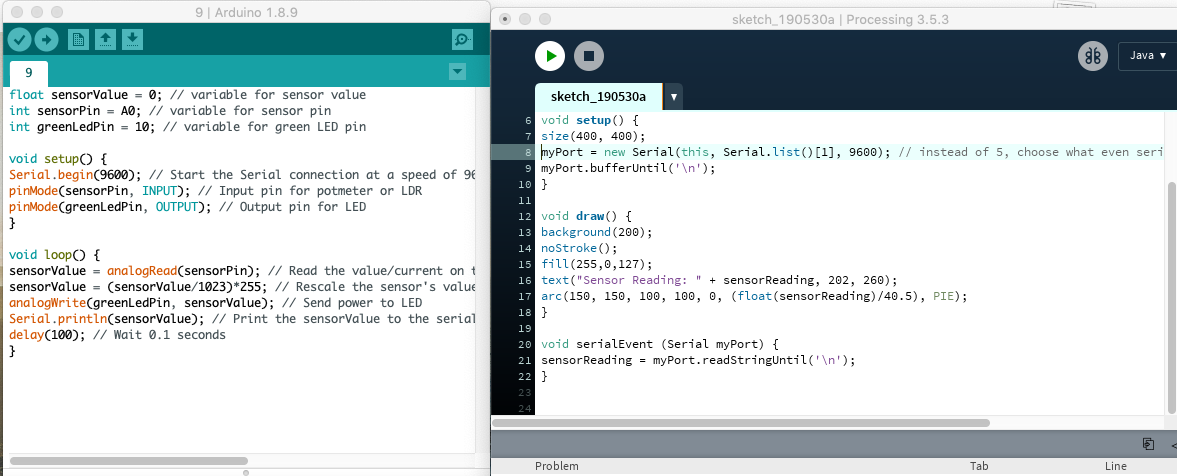 9 | Arduino 1.8.9
9
float sensorValue = 0; // variable for sensor value
int sensorPin = A0; // variable for sensor pin
int greenLedPin = 10; // variable for green LED pin
void setup() {
Serial.begin(9600); // Start the Serial connection at a speed of 96
pinMode(sensorPin, INPUT); // Input pin for potmeter or LDR
pinMode(greenLedPin, OUTPUT); // Output pin for LED
}
void loop() {
sensorValue = analogRead(sensorPin); // Read the value/current on t
sensorValue = (sensorValue/1023)*255; // Rescale the sensor's value
analogWrite(greenLedPin, sensorValue); // Send power to LED
Serial.println(sensorValue); // Print the sensorValue to the serial
delay(100); // Wait 0.1 seconds
}
sketch_190530a | Processing 3.5.3
Java ▼
sketch_190530a ▼
6 void setup() {
7 size(400, 400);
8 myPort = new Serial(this, Serial.list()[1], 9600); // instead of 5, choose what even seri
9 myPort.bufferUntil('\n');
10 }
11
12 void draw() {
13 background(200);
14 noStroke();
15 fill(255,0,127);
16 text("Sensor Reading: " + sensorReading, 202, 260);
17 arc(150, 150, 100, 100, 0, (float(sensorReading)/40.5), PIE);
18 }
19
20 void serialEvent (Serial myPort) {
21 sensorReading = myPort.readStringUntil('\n');
22 }
23
24
Problem Tab Line